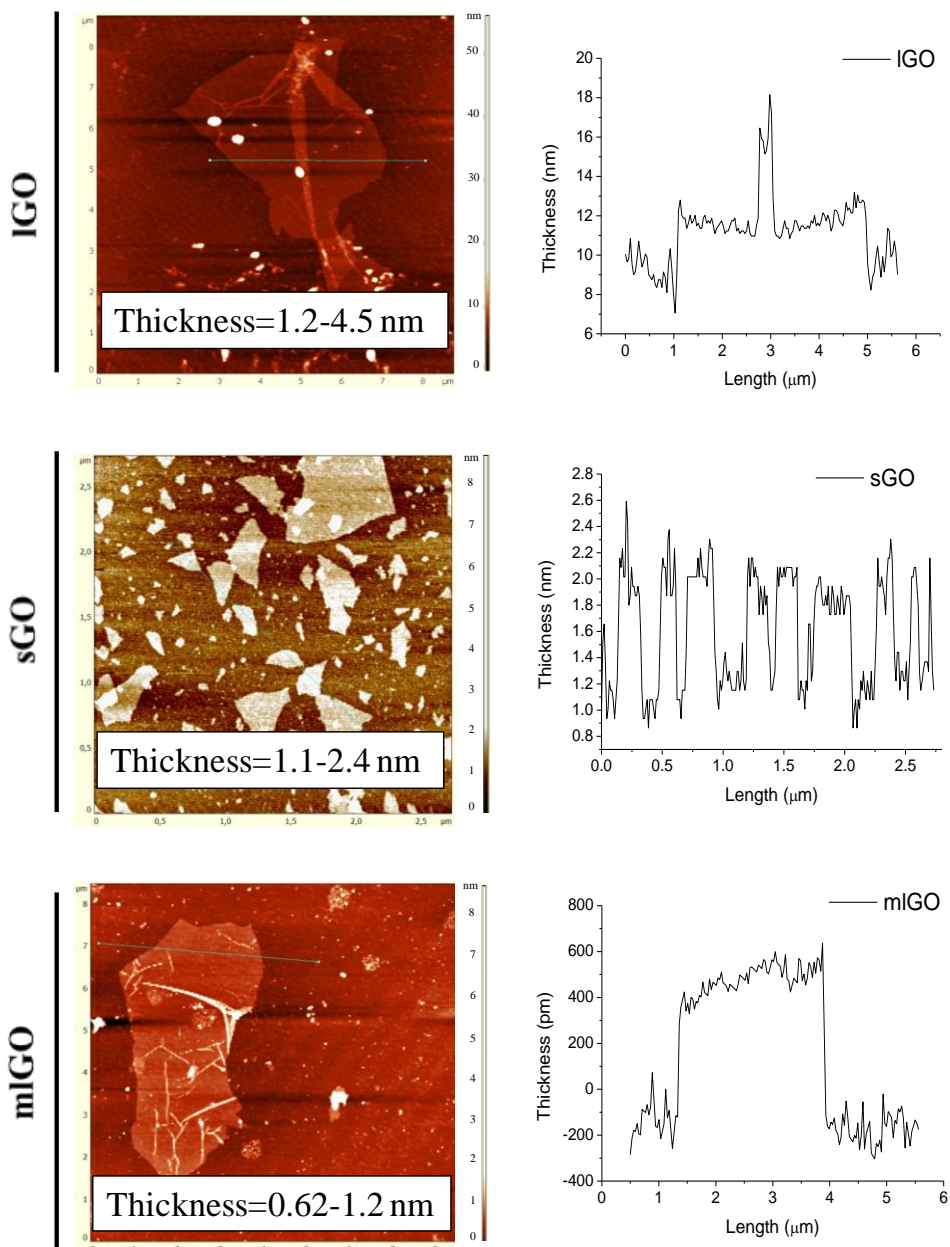 lGO
µm
8
7
6
5
4
3
2
1
0
0 1 2 3 4 5 6 7 8 µm
nm
50
40
30
20
10
0
Thickness=1.2-4.5 nm
lGO
Thickness (nm)
20
18
16
14
12
10
8
6
0 1 2 3 4 5 6
Length (µm)
sGO
µm
2,5
2,0
1,5
1,0
0,5
0
0 0,5 1,0 1,5 2,0 2,5 µm
nm
8
7
6
5
4
3
2
1
0
Thickness=1.1-2.4 nm
sGO
Thickness (nm)
2.8
2.6
2.4
2.2
2.0
1.8
1.6
1.4
1.2
1.0
0.8
0.0 0.5 1.0 1.5 2.0 2.5
Length (µm)
mlGO
µm
8
7
6
5
4
3
2
1
0
nm
8
7
6
5
4
3
2
1
0
Thickness=0.62-1.2 nm
mlGO
Thickness (pm)
800
600
400
200
0
-200
-400
0 1 2 3 4 5 6
Length (µm)